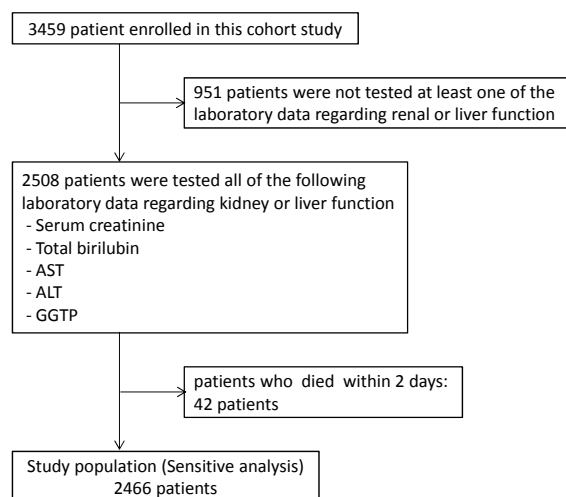 3459 patient enrolled in this cohort study
951 patients were not tested at least one of the
laboratory data regarding renal or liver function
2508 patients were tested all of the following
laboratory data regarding kidney or liver function
- Serum creatinine
- Total birilubin
- AST
- ALT
- GGTP
patients who died within 2 days:
42 patients
Study population (Sensitive analysis)
2466 patients